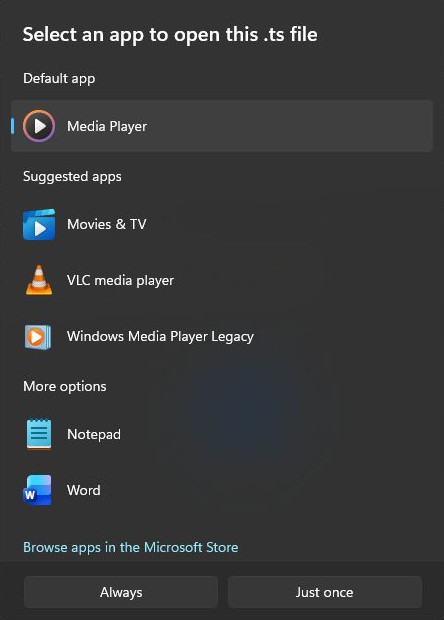 Select an app to open this .ts file
Default app
Media Player
Suggested apps
Movies & TV
VLC media player
Windows Media Player Legacy
More options
Notepad
W
Word
Browse apps in the Microsoft Store
Always
Just once